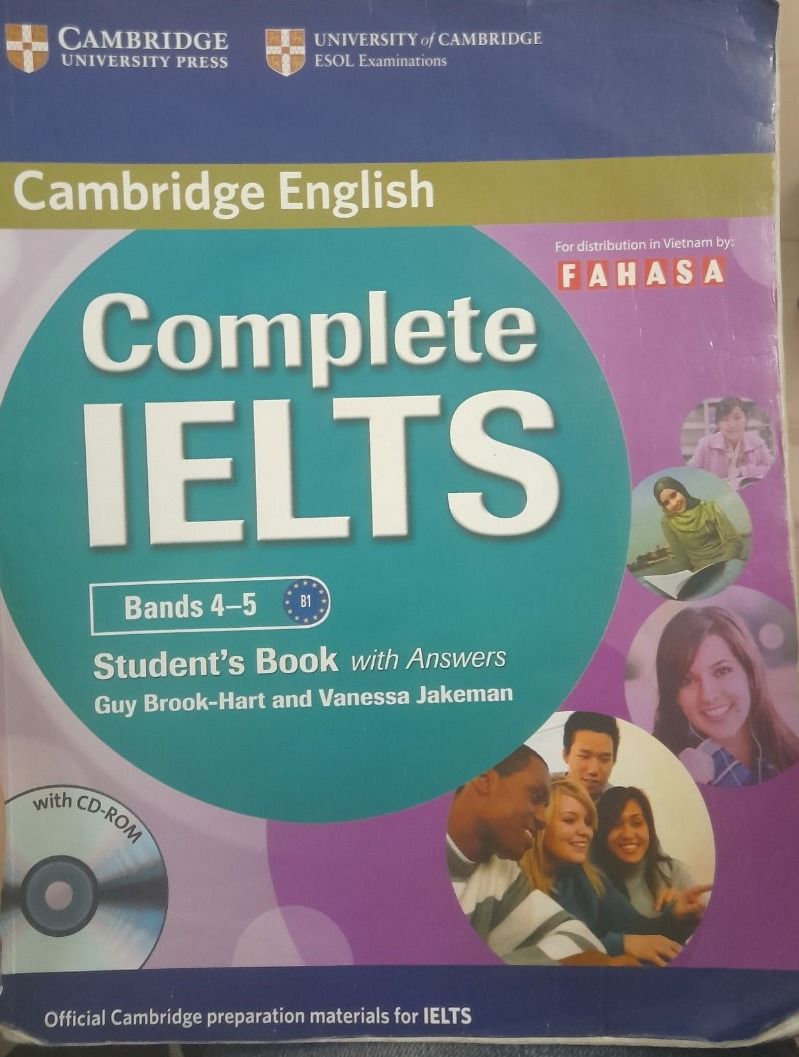 CAMBRIDGE
UNIVERSITY PRESS
UNIVERSITY of CAMBRIDGE
ESOL Examinations
Cambridge English
For distribution in Vietnam by:
FAHASA
Complete
IELTS
Bands 4–5
B1
Student's Book with Answers
Guy Brook-Hart and Vanessa Jakeman
with CD-ROM
Official Cambridge preparation materials for IELTS